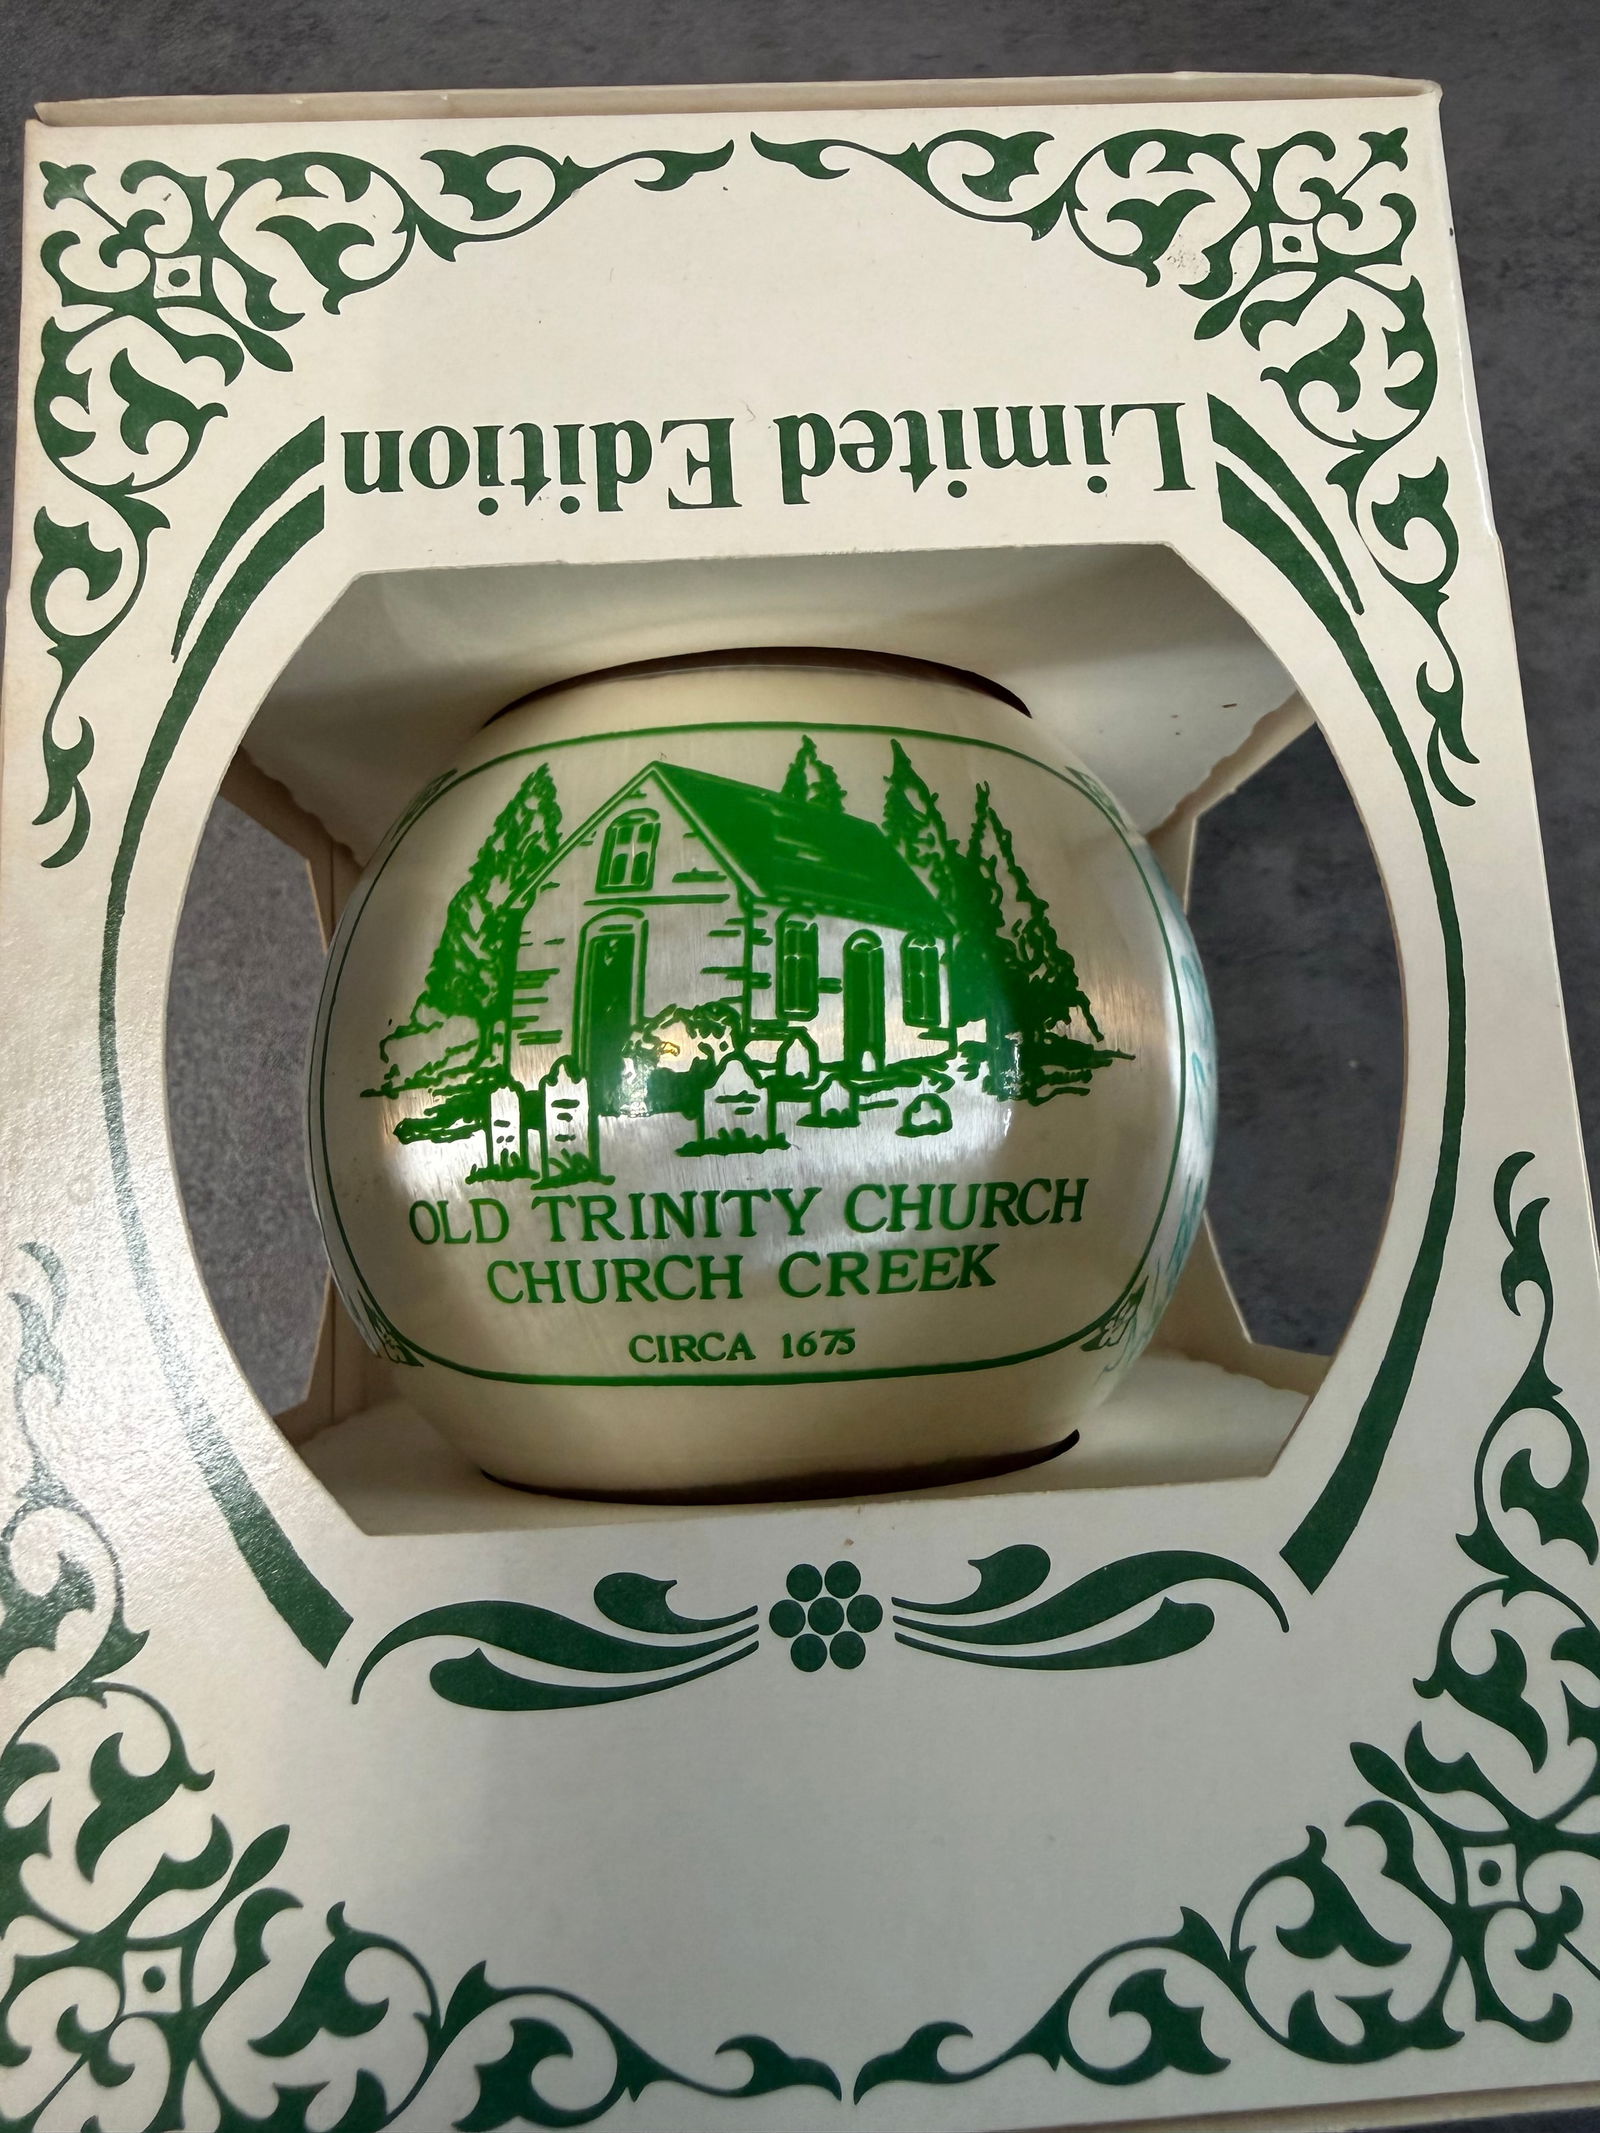 Limited Edition
OLD TRINITY CHURCH
CHURCH CREEK
CIRCA 1675